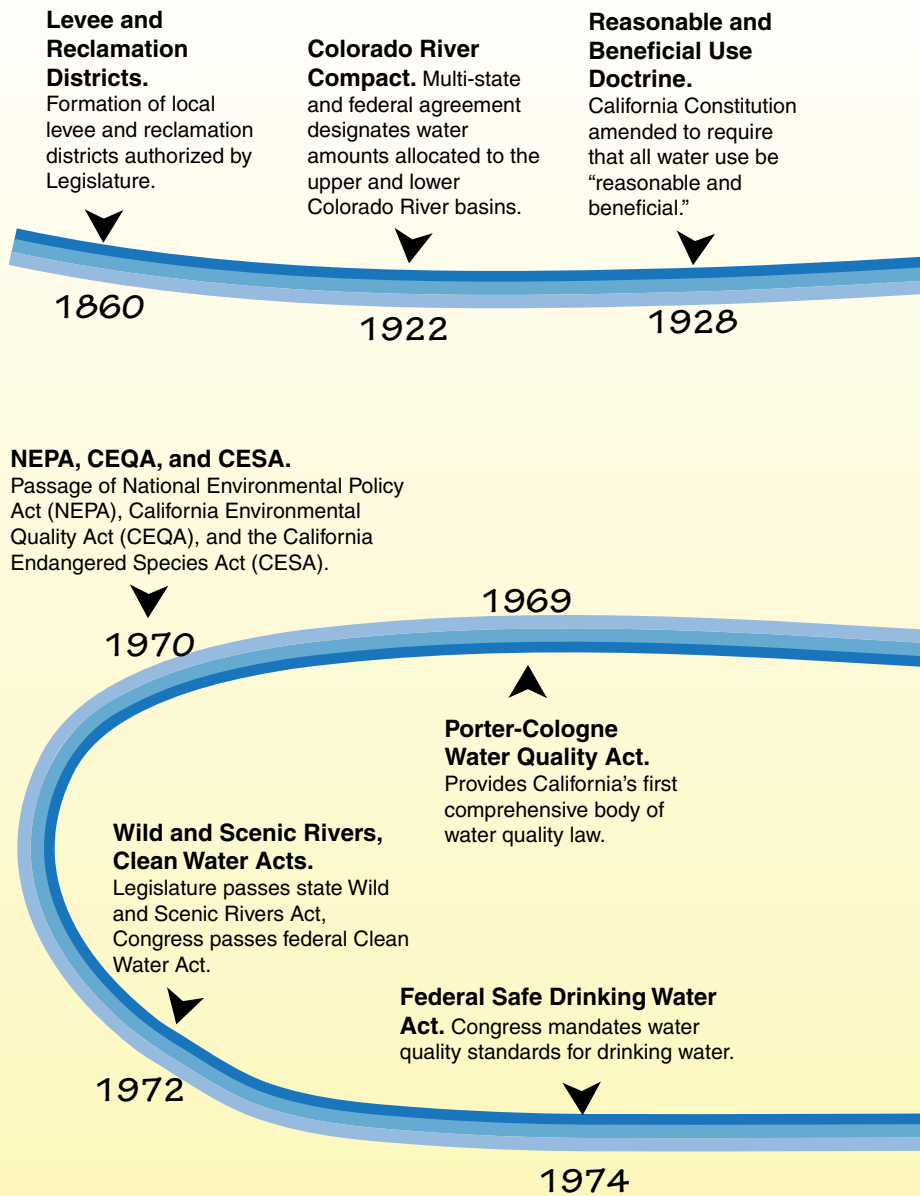 Levee and
Reclamation
Districts.
Formation of local
levee and reclamation
districts authorized by
Legislature.
1860
Colorado River
Compact. Multi-state
and federal agreement
designates water
amounts allocated to the
upper and lower
Colorado River basins.
1922
Reasonable and
Beneficial Use
Doctrine.
California Constitution
amended to require
that all water use be
“reasonable and
beneficial.”
1928
1969
Porter-Cologne
Water Quality Act.
Provides California’s first
comprehensive body of
water quality law.
NEPA, CEQA, and CESA.
Passage of National Environmental Policy
Act (NEPA), California Environmental
Quality Act (CEQA), and the California
Endangered Species Act (CESA).
1970
Wild and Scenic Rivers,
Clean Water Acts.
Legislature passes state Wild
and Scenic Rivers Act,
Congress passes federal Clean
Water Act.
1972
Federal Safe Drinking Water
Act. Congress mandates water
quality standards for drinking water.
1974